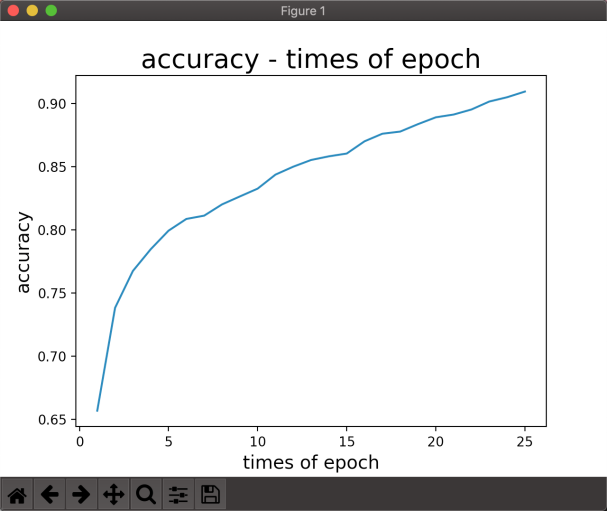 Figure 1
accuracy - times of epoch
0.90
0.85
0.80
0.75
0.70
0.65
accuracy
0 5 10 15 20 25
times of epoch